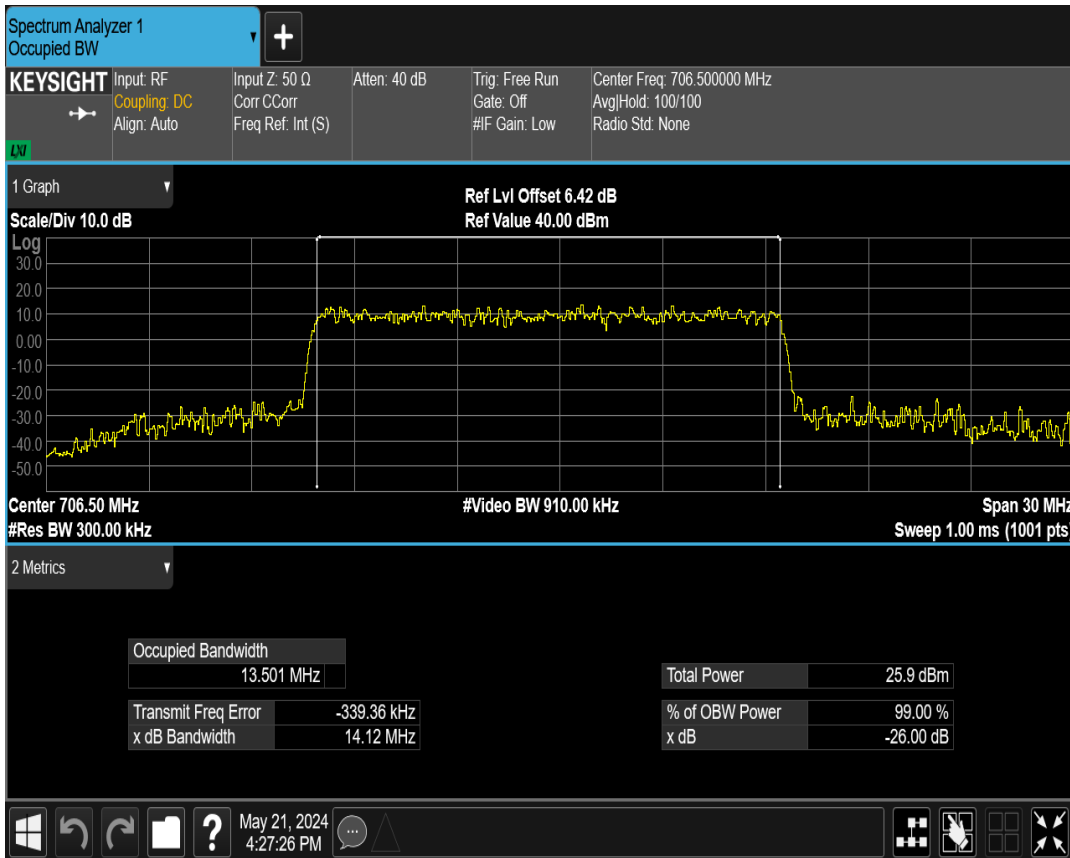 Spectrum Analyzer 1
Occupied BW
KEYSIGHT
LXI
Input: RF
Coupling: DC
Align: Auto
Input Z: 50 Ω
Corr CCorr
Freq Ref: Int (S)
Atten: 40 dB
Trig: Free Run
Gate: Off
#IF Gain: Low
Center Freq: 706.500000 MHz
Avg|Hold: 100/100
Radio Std: None
1 Graph
Scale/Div 10.0 dB
Ref Lvl Offset 6.42 dB
Ref Value 40.00 dBm
Log
30.0
20.0
10.0
0.00
-10.0
-20.0
-30.0
-40.0
-50.0
Center 706.50 MHz
#Video BW 910.00 kHz
Span 30 MHz
#Res BW 300.00 kHz
Sweep 1.00 ms (1001 pts)
2 Metrics
Occupied Bandwidth
13.501 MHz
Total Power 25.9 dBm
Transmit Freq Error -339.36 kHz
% of OBW Power 99.00 %
x dB Bandwidth 14.12 MHz
x dB -26.00 dB
?
May 21, 2024
4:27:26 PM